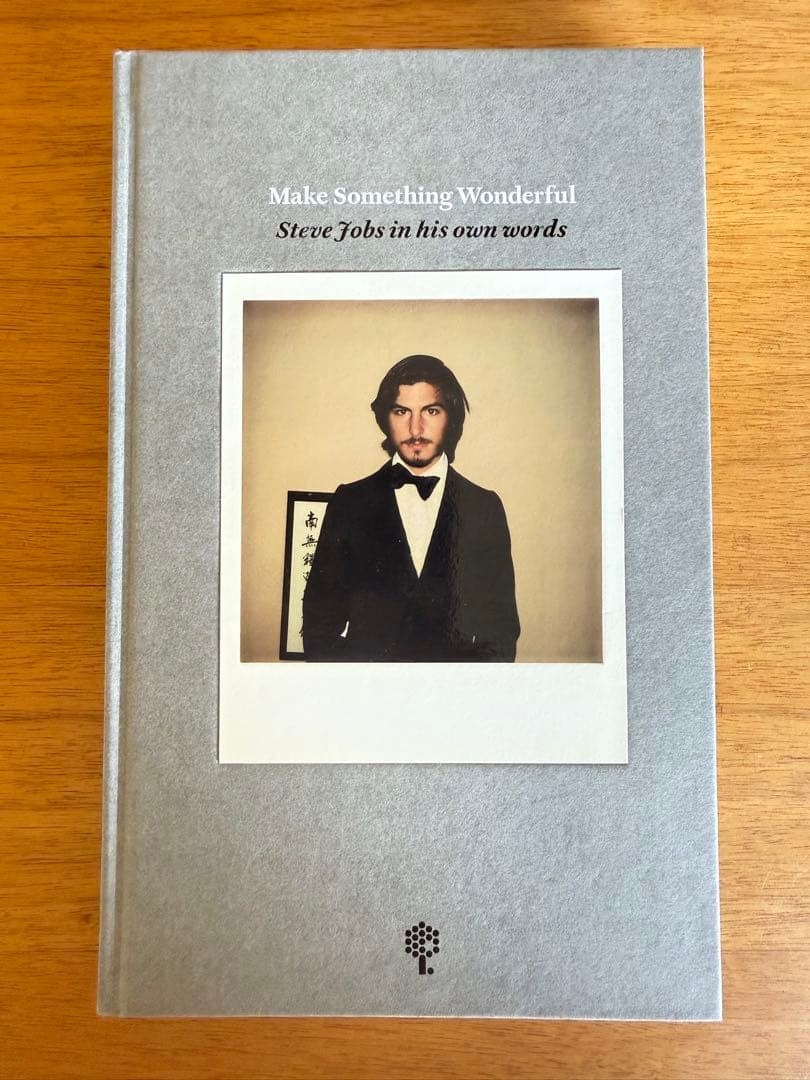 Make Something Wonderful
Steve Jobs in his own words
南無